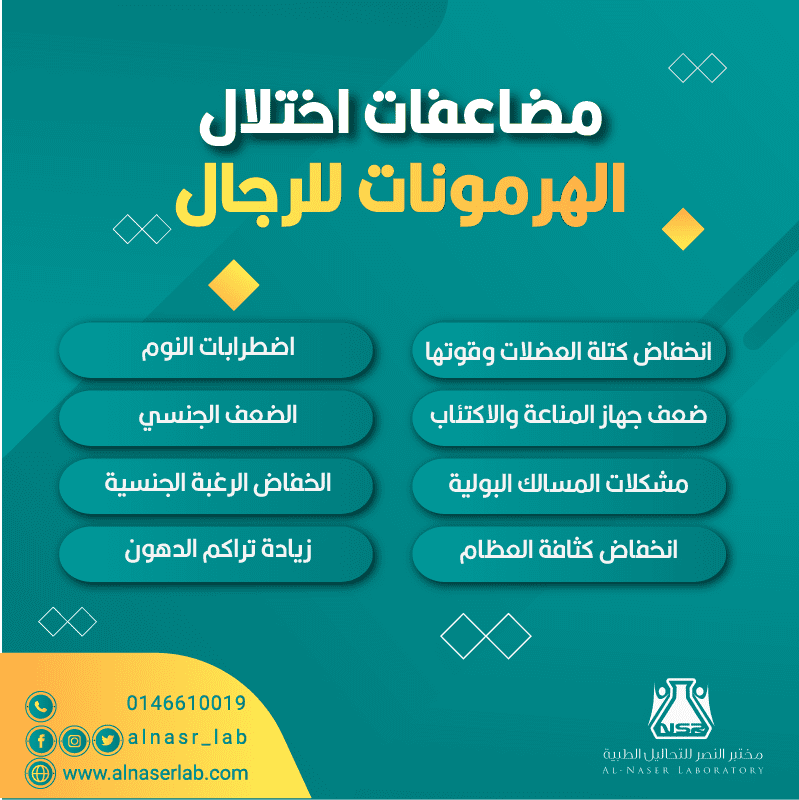 مضاعفات اختلال
الهرمونات للرجال
انخفاض كتلة العضلات وقوتها
اضطرابات النوم
ضعف جهاز المناعة والاكتئاب
الضعف الجنسي
مشكلات المسالك البولية
الخفاض الرغبة الجنسية
انخفاض كثافة العظام
زيادة تراكم الدهون
0146610019
alnasr_lab
www.alnaserlab.com
NSR
مختبر النصر للتحاليل الطبية
AL-NASER LABORATORY